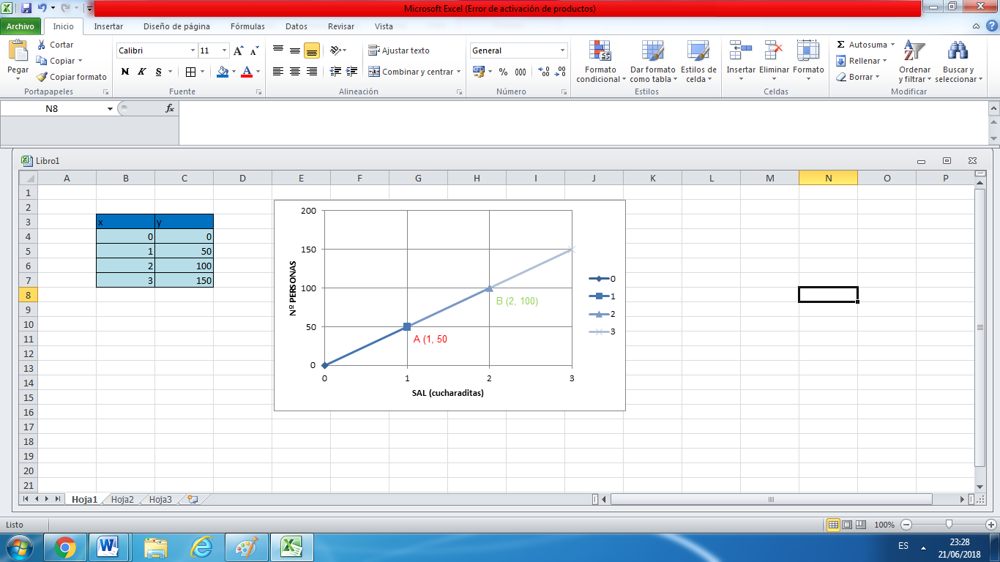 Microsoft Excel (Error de activación de productos)
Archivo Inicio Insertar Diseño de página Fórmulas Datos Revisar Vista
Pegar
Cortar
Copiar
Copiar formato
Portapapeles
Calibri 11
N K S
Fuente
Ajustar texto
Combinar y centrar
Alineación
General
% 000
Número
Formato condicional
Dar formato como tabla
Estilos de celda
Estilos
Insertar Eliminar Formato
Celdas
Autosuma
Rellenar
Borrar
Ordenar y filtrar
Buscar y seleccionar
Modificar
N8 fx
Libro1
A B C D E F G H I J K L M N O P
1
2
3 x y
4 0 0
5 1 50
6 2 100
7 3 150
8
9
10
11
12
13
14
15
16
17
18
19
20
21
200
150
100
50
0
0 1 2 3
Nº PERSONAS
SAL (cucharaditas)
B (2, 100)
A (1, 50
0
1
2
3
Hoja1 Hoja2 Hoja3
Listo 100%
ES 23:28
21/06/2018